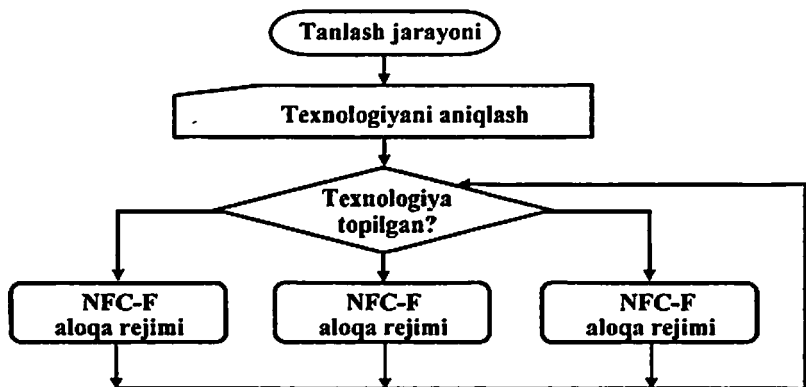 Tanlash jarayoni
Texnologiyani aniqlash
Texnologiya
topilgan?
NFC-F
aloqa rejimi
NFC-F
aloqa rejimi
NFC-F
aloqa rejimi